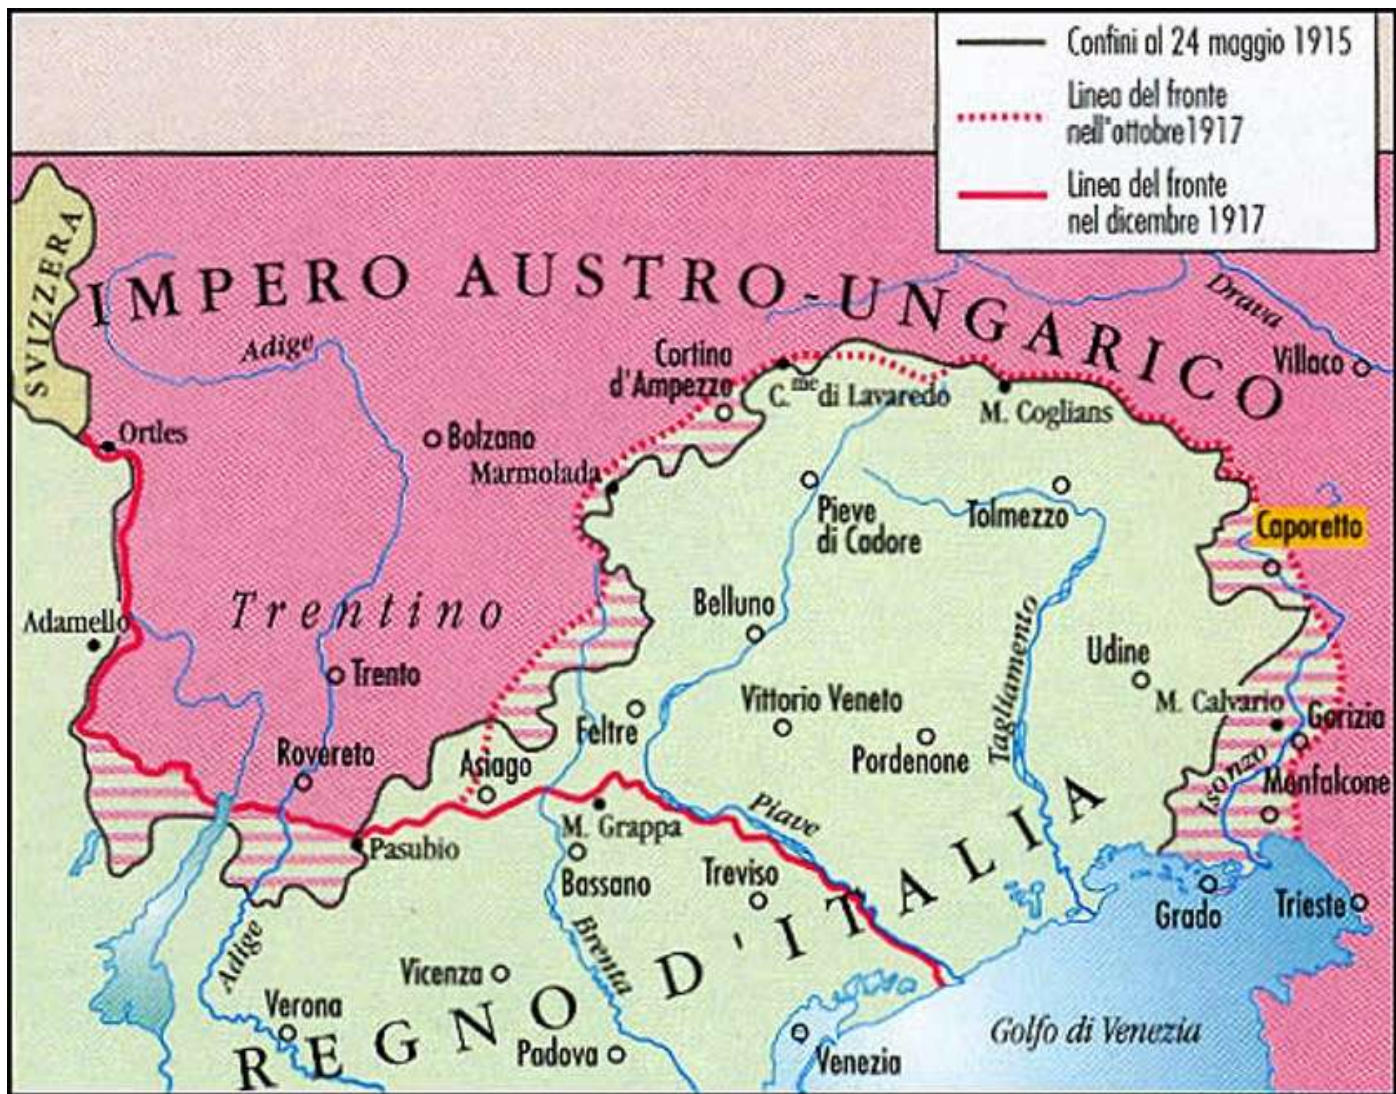 Confini al 24 maggio 1915
Linea del fronte
nell'ottobre 1917
Linea del fronte
nel dicembre 1917
SVIZZERA
IMPERO AUSTRO-UNGARICO
Drava
Villaco
Adige
Cortina
d'Ampezzo
C.me di Lavaredo
M. Coglians
Ortles
Bolzano
Marmolada
Pieve
di Cadore
Tolmezzo
Caporetto
Trentino
Adamello
Belluno
Tagliamento
Udine
Trento
Vittorio Veneto
M. Calvario
Gorizia
Feltre
Pordenone
Rovereto
Asiago
Isonzo
Monfalcone
Piave
M. Grappa
Pasubio
Bassano
Treviso
Grado
Trieste
Adige
Brenta
Vicenza
REGNO D'ITALIA
Verona
Padova
Venezia
Golfo di Venezia